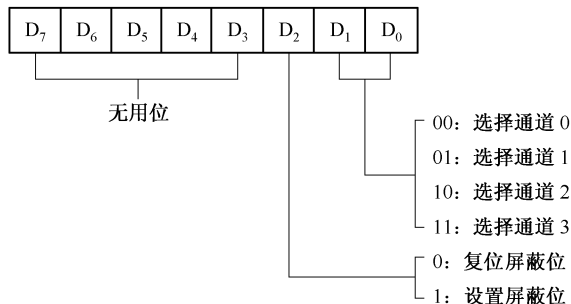 D₇ D₆ D₅ D₄ D₃ D₂ D₁ D₀
无用位
00：选择通道 0
01：选择通道 1
10：选择通道 2
11：选择通道 3
0：复位屏蔽位
1：设置屏蔽位